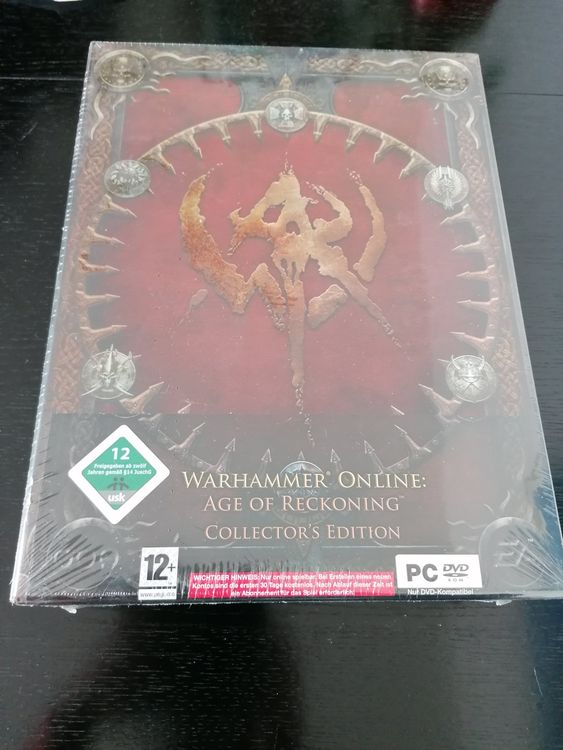 WAR
12
Freigegeben ab zwölf
Jahren gemäß §14 JuSchG
usk
WARHAMMER® ONLINE:
AGE OF RECKONING™
COLLECTOR'S EDITION
12+
www.pegi.info
WICHTIGER HINWEIS: Nur online spielbar. Bei Erstellen eines neuen
Kontos sind die ersten 30 Tage kostenlos. Nach Ablauf dieser Zeit ist
ein Abonnement für das Spiel erforderlich.
PC DVD
ROM
Nur DVD-Kompatibel